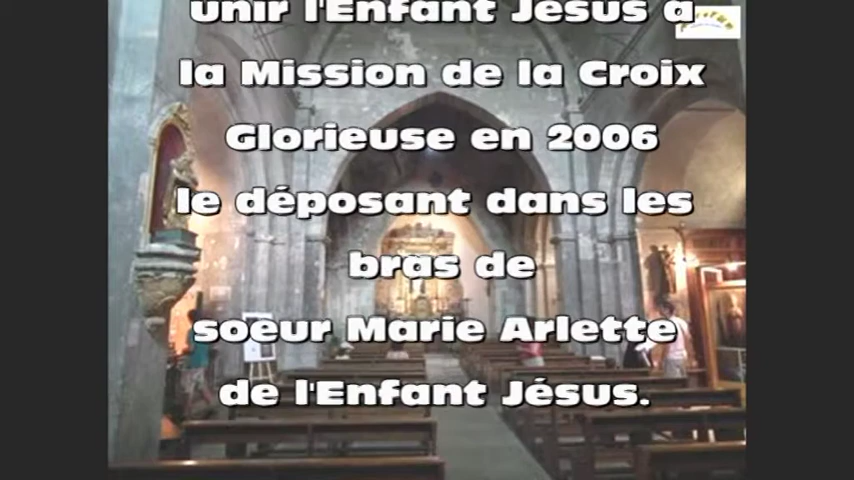 unir l'Enfant Jésus à
la Mission de la Croix
Glorieuse en 2006
le déposant dans les
bras de
soeur Marie Arlette
de l'Enfant Jésus.